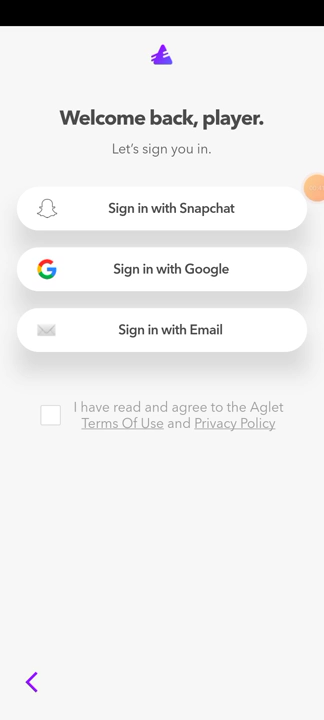 Welcome back, player.
Let's sign you in.
Sign in with Snapchat
Sign in with Google
Sign in with Email
I have read and agree to the Aglet
Terms Of Use and Privacy Policy